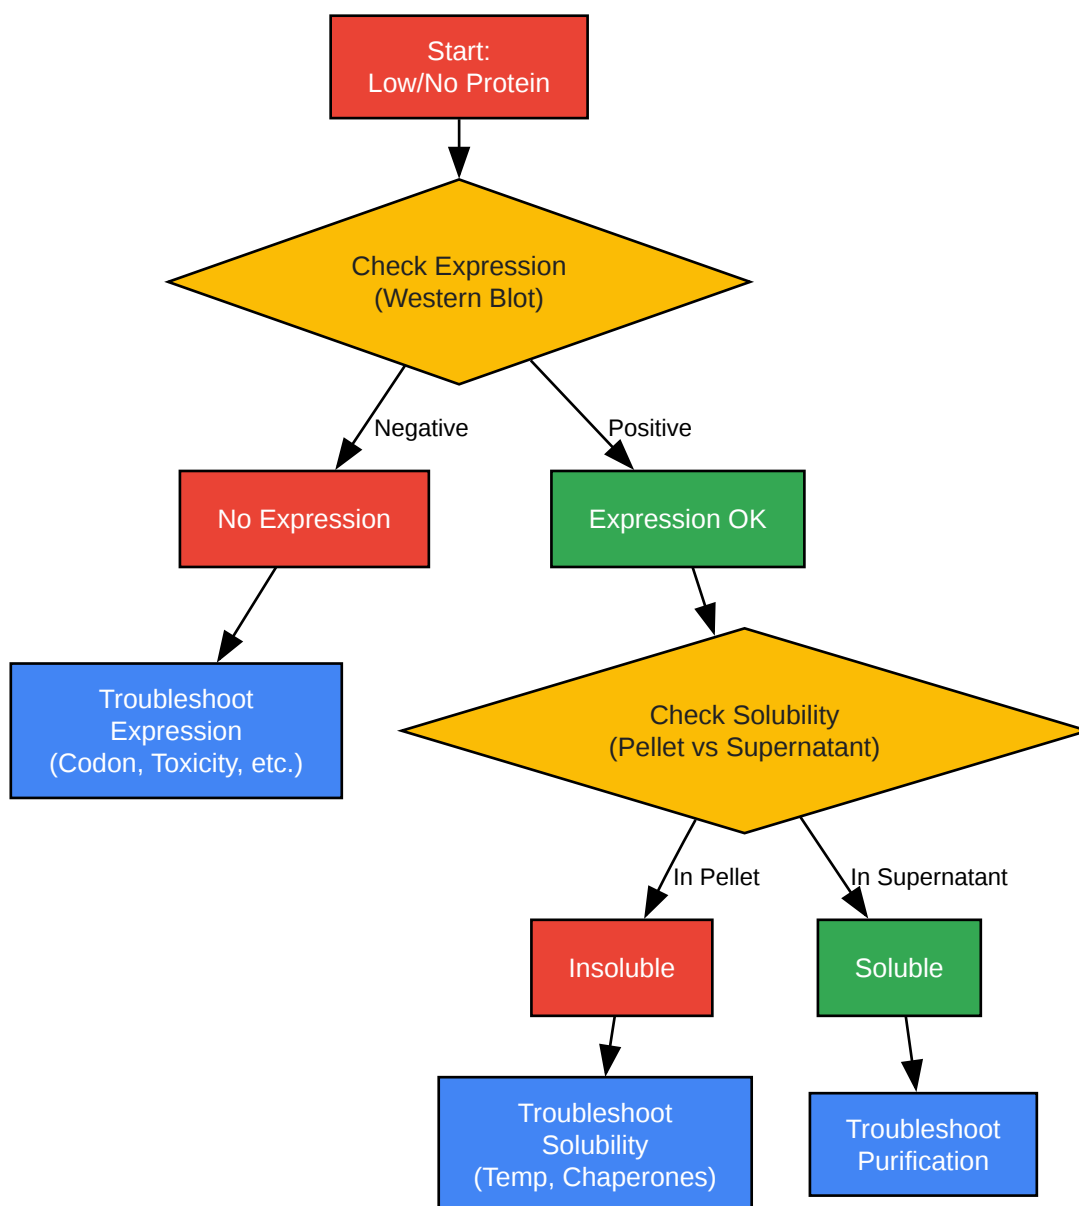 Start:
Low/No Protein
Check Expression
(Western Blot)
Negative
Positive
No Expression
Expression OK
Troubleshoot
Expression
(Codon, Toxicity, etc.)
Check Solubility
(Pellet vs Supernatant)
In Pellet
In Supernatant
Insoluble
Soluble
Troubleshoot
Solubility
(Temp, Chaperones)
Troubleshoot
Purification